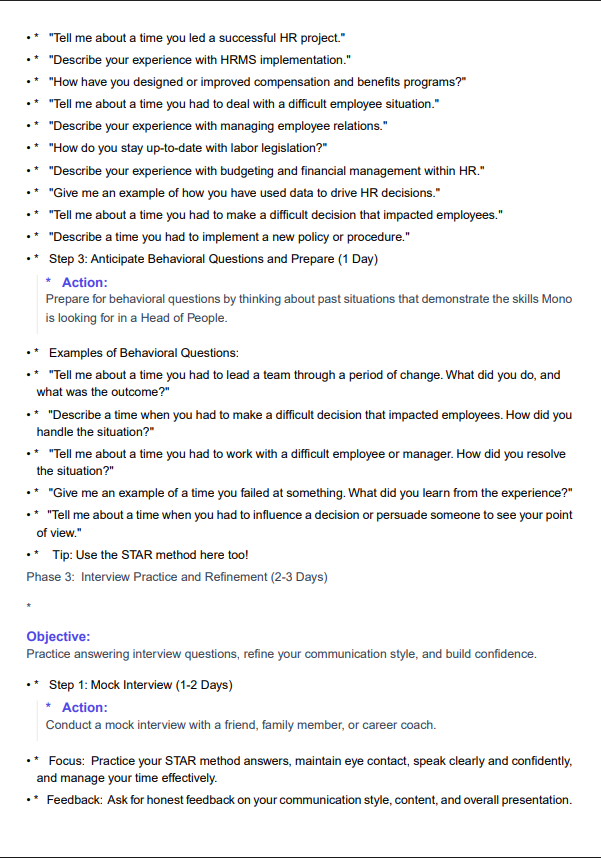 • * "Tell me about a time you led a successful HR project."
• * "Describe your experience with HRMS implementation."
• * "How have you designed or improved compensation and benefits programs?"
• * "Tell me about a time you had to deal with a difficult employee situation."
• * "Describe your experience with managing employee relations."
• * "How do you stay up-to-date with labor legislation?"
• * "Describe your experience with budgeting and financial management within HR."
• * "Give me an example of how you have used data to drive HR decisions."
• * "Tell me about a time you had to make a difficult decision that impacted employees."
• * "Describe a time you had to implement a new policy or procedure."
• * Step 3: Anticipate Behavioral Questions and Prepare (1 Day)
* Action:
Prepare for behavioral questions by thinking about past situations that demonstrate the skills Mono
is looking for in a Head of People.
• * Examples of Behavioral Questions:
• * "Tell me about a time you had to lead a team through a period of change. What did you do, and
what was the outcome?"
• * "Describe a time when you had to make a difficult decision that impacted employees. How did you
handle the situation?"
• * "Tell me about a time you had to work with a difficult employee or manager. How did you resolve
the situation?"
• * "Give me an example of a time you failed at something. What did you learn from the experience?"
• * "Tell me about a time when you had to influence a decision or persuade someone to see your point
of view."
• * Tip: Use the STAR method here too!
Phase 3: Interview Practice and Refinement (2-3 Days)
*
Objective:
Practice answering interview questions, refine your communication style, and build confidence.
• * Step 1: Mock Interview (1-2 Days)
* Action:
Conduct a mock interview with a friend, family member, or career coach.
• * Focus: Practice your STAR method answers, maintain eye contact, speak clearly and confidently,
and manage your time effectively.
• * Feedback: Ask for honest feedback on your communication style, content, and overall presentation.